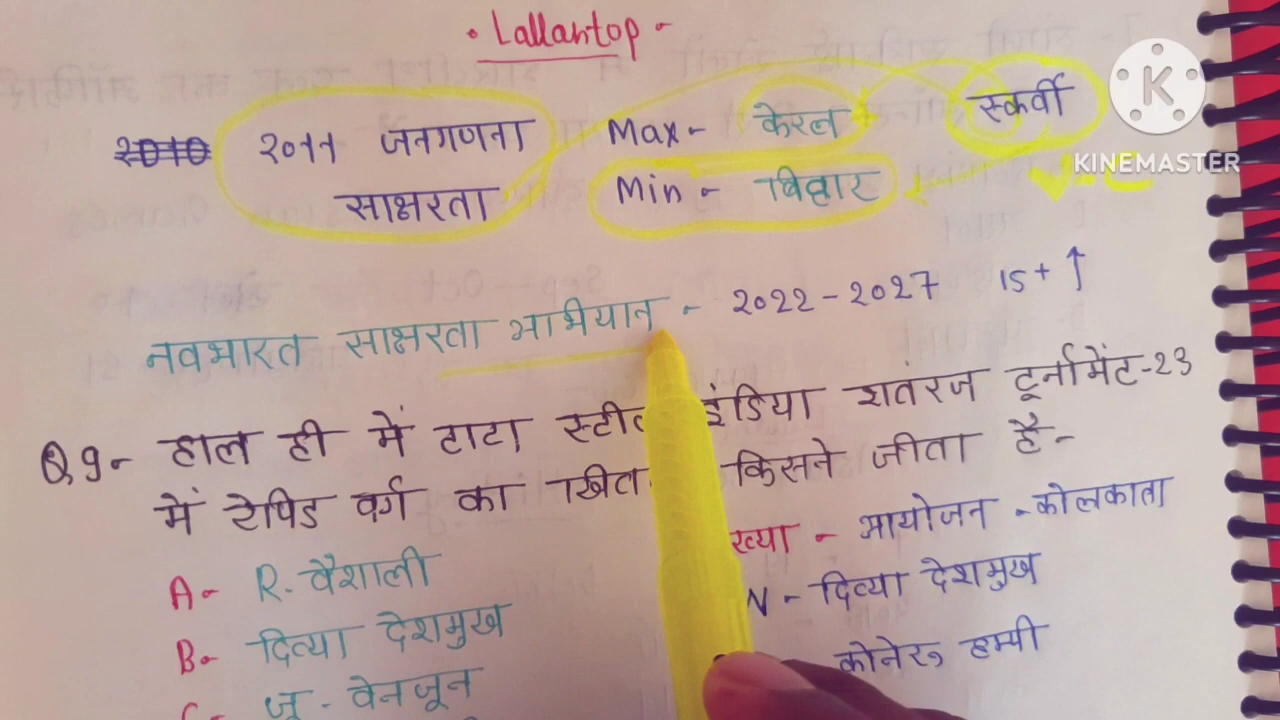 Lallantop
K
KINEMASTER
2010 2011 जनगणना Max - केरल स्कर्वी
साक्षरता Min - बिहार
नवभारत साक्षरता अभियान - 2022 - 2027 15+ ↑
Q9- हाल ही में टाटा स्टील इंडिया शतरंज टूर्नामेंट-23
में रेपिड वर्ग का किसने जीता है-
ख्या - आयोजन - कोलकाता
A- R. वैशाली
N - दिव्या देशमुख
B- दिव्या देशमुख
कोनेरू हम्पी
C- जू - वेनजून